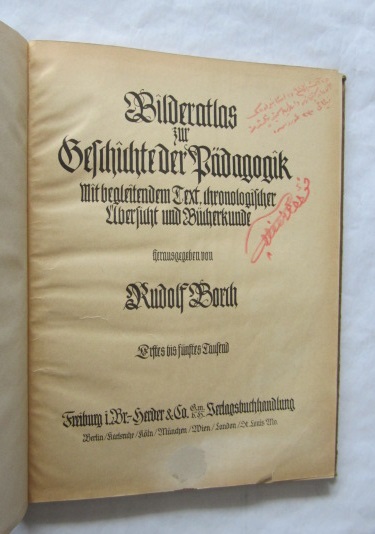 Bilderatlas
zur
Geschichte der Pädagogik
Mit begleitendem Text, chronologischer
Übersicht und Bücherkunde
Herausgegeben von
Rudolf Borch
Erstes bis fünftes Tausend
Freiburg i. Br. - Herder & Co. G.m.b.H. Verlagsbuchhandlung
Berlin / Karlsruhe / Köln / München / Wien / London / St. Louis Mo